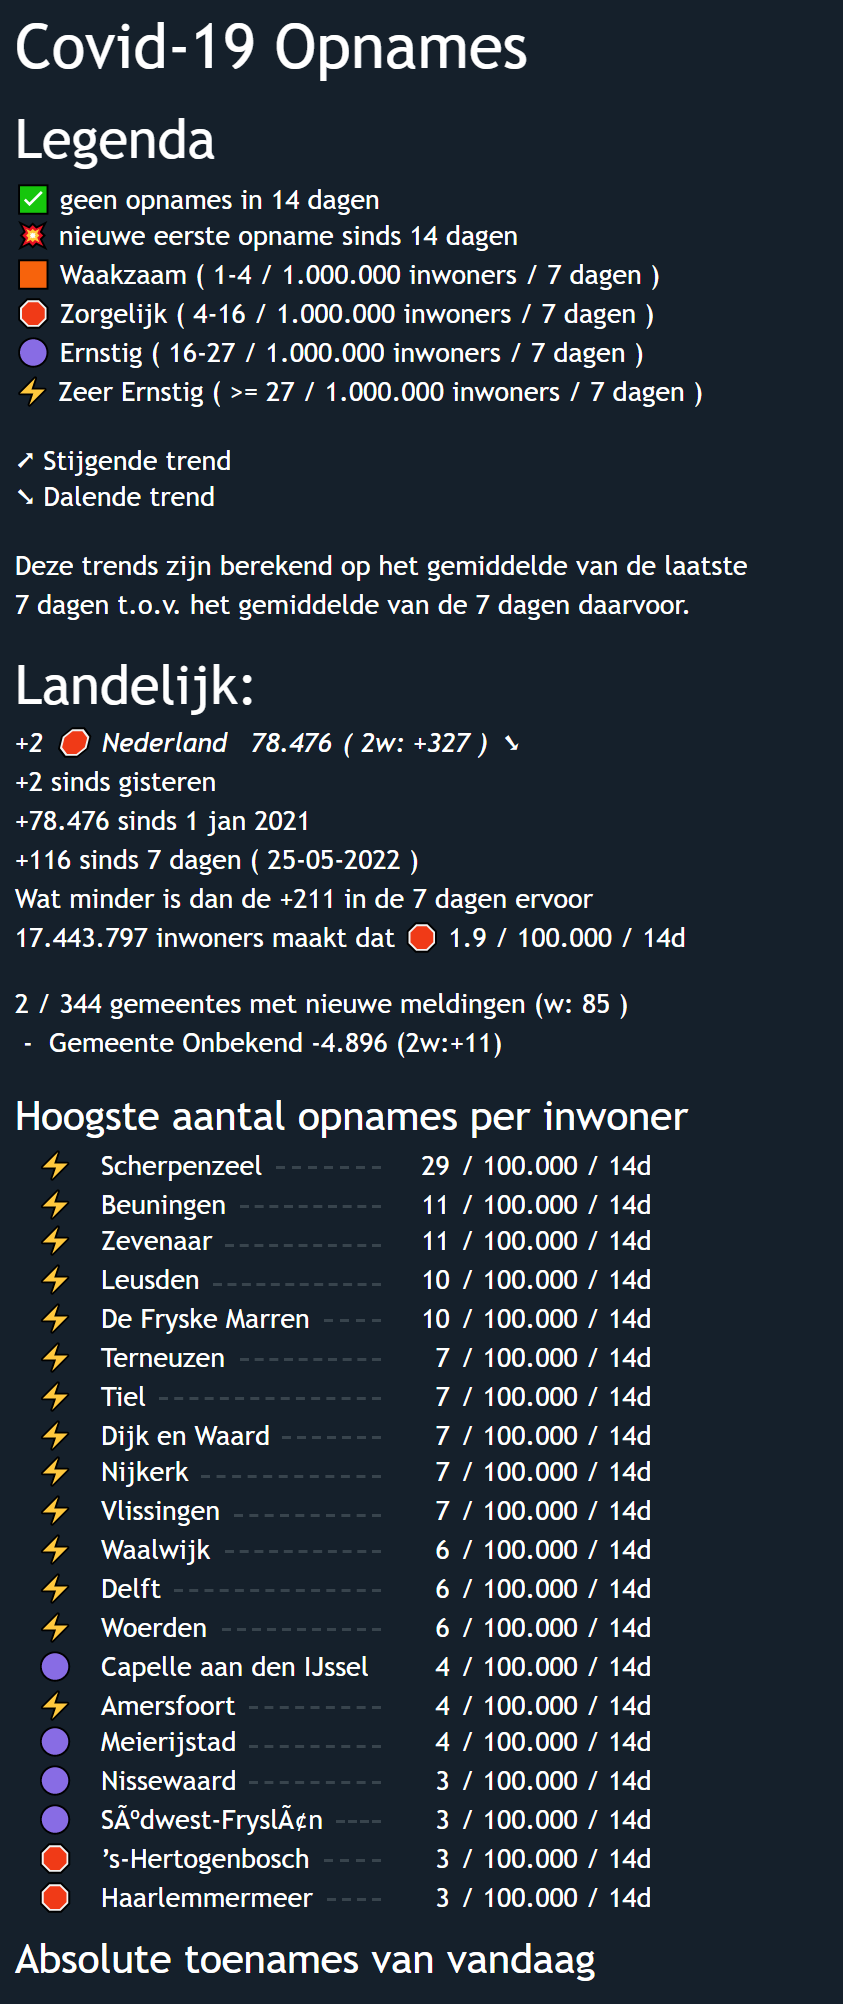 Covid-19 Opnames
Legenda
✅ geen opnames in 14 dagen
💥 nieuwe eerste opname sinds 14 dagen
🟧 Waakzaam ( 1-4 / 1.000.000 inwoners / 7 dagen )
🛑 Zorgelijk ( 4-16 / 1.000.000 inwoners / 7 dagen )
🟣 Ernstig ( 16-27 / 1.000.000 inwoners / 7 dagen )
⚡ Zeer Ernstig ( >= 27 / 1.000.000 inwoners / 7 dagen )
➚ Stijgende trend
➘ Dalende trend
Deze trends zijn berekend op het gemiddelde van de laatste
7 dagen t.o.v. het gemiddelde van de 7 dagen daarvoor.
Landelijk:
+2 🛑 Nederland 78.476 ( 2w: +327 ) ➘
+2 sinds gisteren
+78.476 sinds 1 jan 2021
+116 sinds 7 dagen ( 25-05-2022 )
Wat minder is dan de +211 in de 7 dagen ervoor
17.443.797 inwoners maakt dat 🛑 1.9 / 100.000 / 14d
2 / 344 gemeentes met nieuwe meldingen (w: 85 )
- Gemeente Onbekend -4.896 (2w:+11)
Hoogste aantal opnames per inwoner
⚡ Scherpenzeel ------- 29 / 100.000 / 14d
⚡ Beuningen ---------- 11 / 100.000 / 14d
⚡ Zevenaar ----------- 11 / 100.000 / 14d
⚡ Leusden ------------ 10 / 100.000 / 14d
⚡ De Fryske Marren ---- 10 / 100.000 / 14d
⚡ Terneuzen ---------- 7 / 100.000 / 14d
⚡ Tiel ---------------- 7 / 100.000 / 14d
⚡ Dijk en Waard ------- 7 / 100.000 / 14d
⚡ Nijkerk ------------- 7 / 100.000 / 14d
⚡ Vlissingen ---------- 7 / 100.000 / 14d
⚡ Waalwijk ----------- 6 / 100.000 / 14d
⚡ Delft --------------- 6 / 100.000 / 14d
⚡ Woerden ----------- 6 / 100.000 / 14d
🟣 Capelle aan den IJssel 4 / 100.000 / 14d
⚡ Amersfoort --------- 4 / 100.000 / 14d
🟣 Meierijstad --------- 4 / 100.000 / 14d
🟣 Nissewaard --------- 3 / 100.000 / 14d
🟣 SÃºdwest-FryslÃ¢n ---- 3 / 100.000 / 14d
🛑 ’s-Hertogenbosch ---- 3 / 100.000 / 14d
🛑 Haarlemmermeer ---- 3 / 100.000 / 14d
Absolute toenames van vandaag